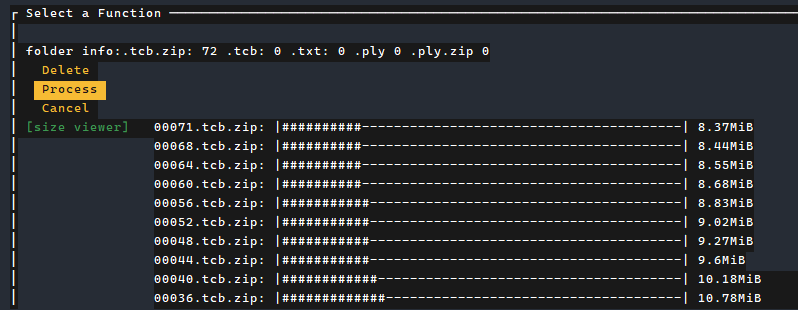 Select a Function
folder info:.tcb.zip: 72 .tcb: 0 .txt: 0 .ply 0 .ply.zip 0
Delete
Process
Cancel
[size viewer] 00071.tcb.zip: |##########----------------------------------------| 8.37MiB
00068.tcb.zip: |##########----------------------------------------| 8.44MiB
00064.tcb.zip: |##########----------------------------------------| 8.55MiB
00060.tcb.zip: |##########----------------------------------------| 8.68MiB
00056.tcb.zip: |###########---------------------------------------| 8.83MiB
00052.tcb.zip: |###########---------------------------------------| 9.02MiB
00048.tcb.zip: |###########---------------------------------------| 9.27MiB
00044.tcb.zip: |###########---------------------------------------| 9.6MiB
00040.tcb.zip: |############--------------------------------------| 10.18MiB
00036.tcb.zip: |#############-------------------------------------| 10.78MiB